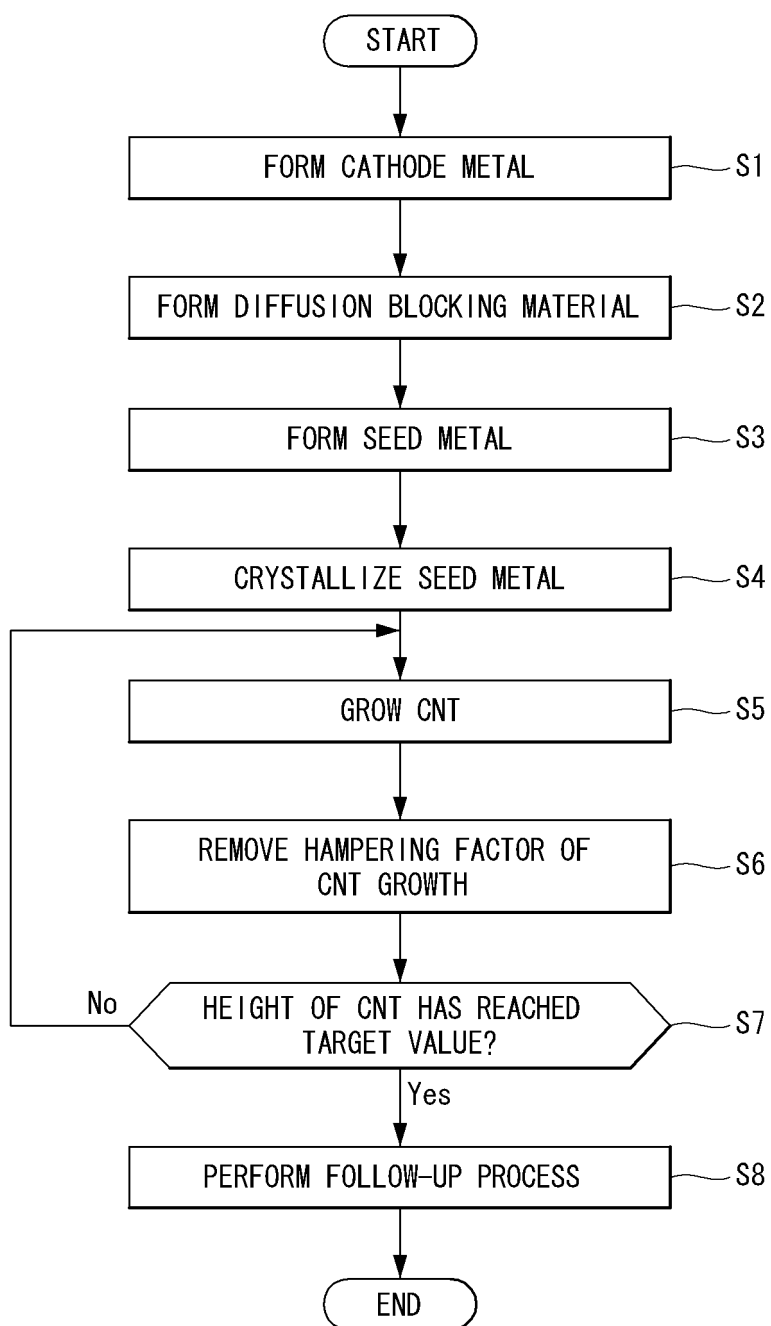 START
FORM CATHODE METAL
S1
FORM DIFFUSION BLOCKING MATERIAL
S2
FORM SEED METAL
S3
CRYSTALLIZE SEED METAL
S4
GROW CNT
S5
REMOVE HAMPERING FACTOR OF
CNT GROWTH
S6
No
HEIGHT OF CNT HAS REACHED
TARGET VALUE?
S7
Yes
PERFORM FOLLOW-UP PROCESS
S8
END